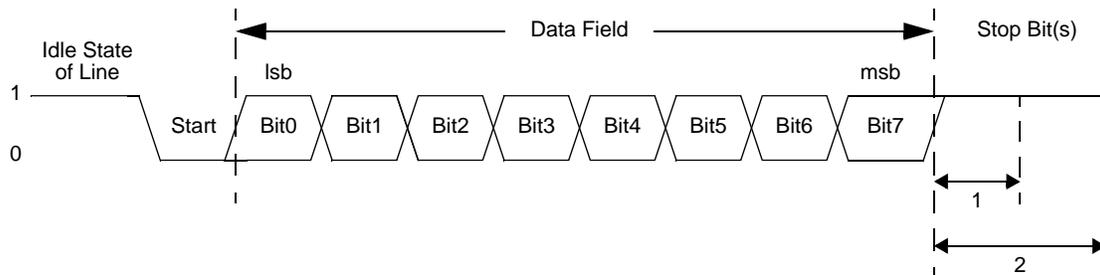 Data Field
Stop Bit(s)
Idle State
of Line
lsb
msb
1
Start
Bit0
Bit1
Bit2
Bit3
Bit4
Bit5
Bit6
Bit7
0
1
2